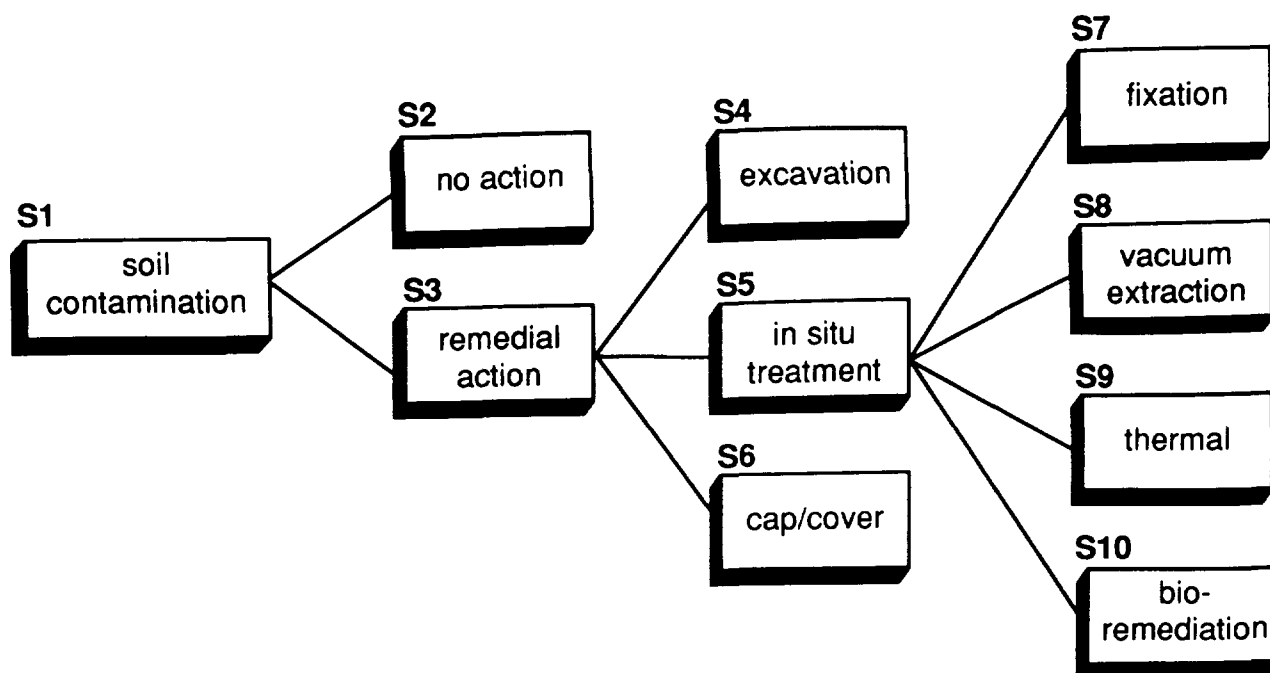 S1
soil
contamination
S2
no action
S3
remedial
action
S4
excavation
S5
in situ
treatment
S6
cap/cover
S7
fixation
S8
vacuum
extraction
S9
thermal
S10
bio-
remediation